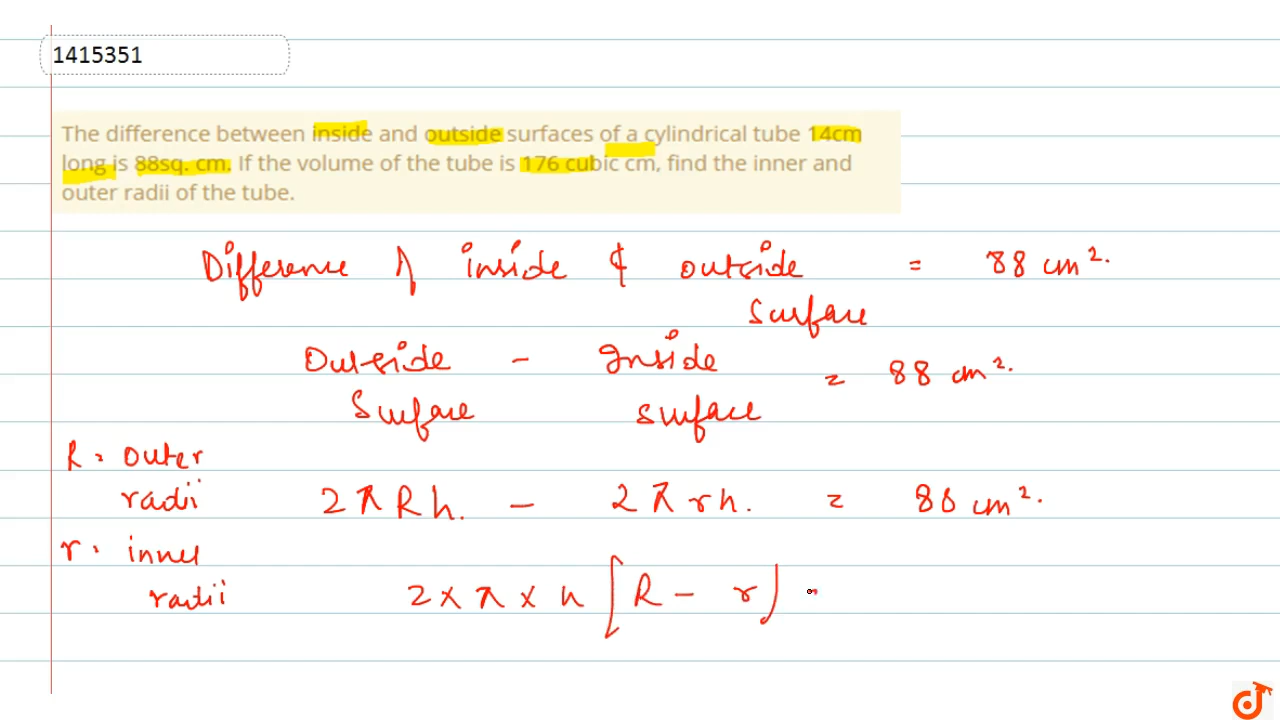 1415351
The difference between inside and outside surfaces of a cylindrical tube 14cm
long is 88sq. cm. If the volume of the tube is 176 cubic cm, find the inner and
outer radii of the tube.
Difference of inside & outside = 88 cm².
Surface
Outside - Inside = 88 cm².
Surface surface
R = outer
radii 2πRh. - 2πrh. = 88 cm².
r = inner
radii 2 × π × h [R - r]